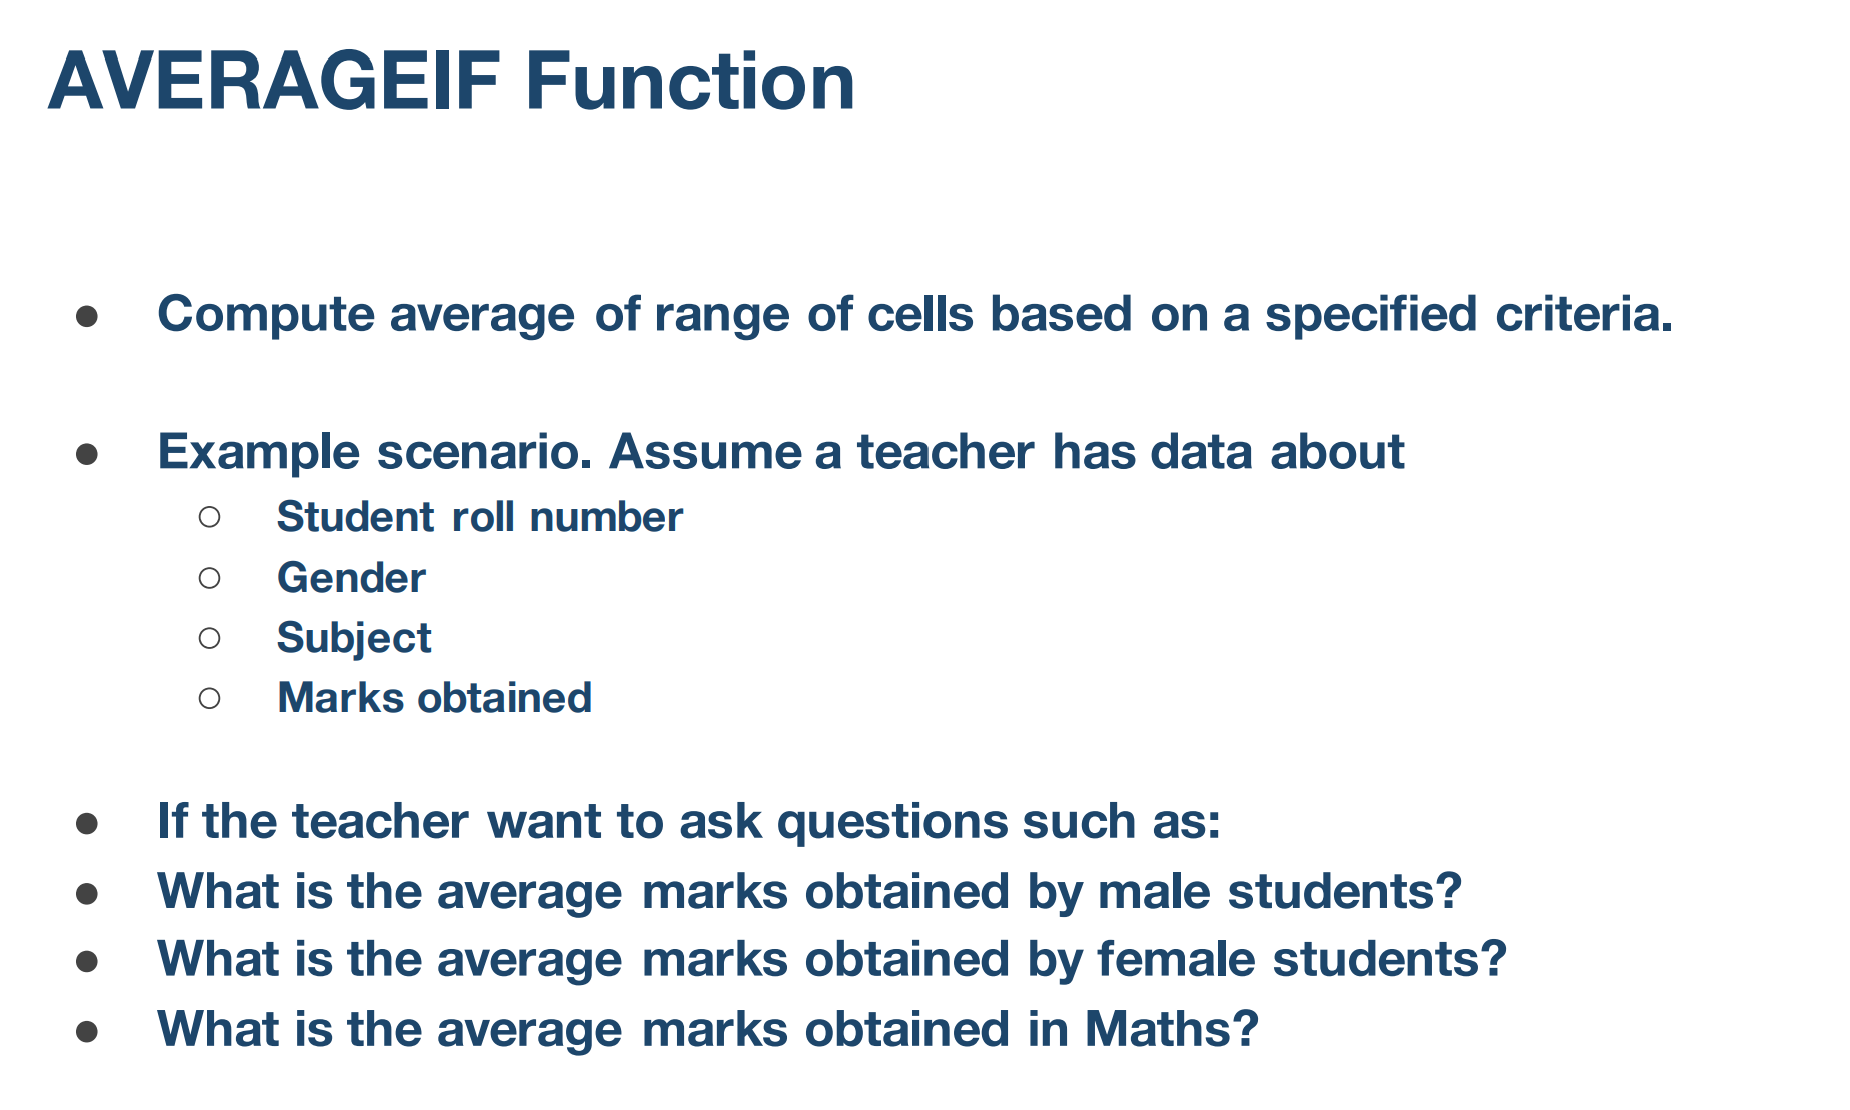 AVERAGEIF Function
● Compute average of range of cells based on a specified criteria.
● Example scenario. Assume a teacher has data about
○ Student roll number
○ Gender
○ Subject
○ Marks obtained
● If the teacher want to ask questions such as:
● What is the average marks obtained by male students?
● What is the average marks obtained by female students?
● What is the average marks obtained in Maths?